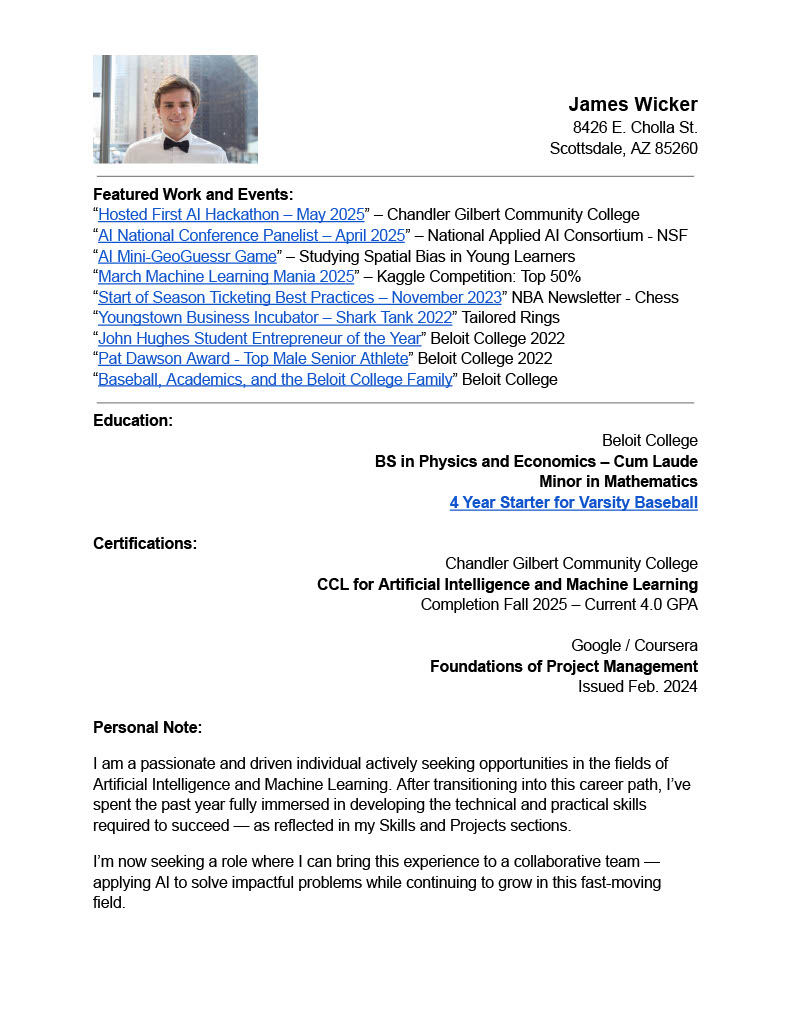 James Wicker
8426 E. Cholla St.
Scottsdale, AZ 85260
Featured Work and Events:
“Hosted First AI Hackathon – May 2025” – Chandler Gilbert Community College
“AI National Conference Panelist – April 2025” – National Applied AI Consortium - NSF
“AI Mini-GeoGuessr Game” – Studying Spatial Bias in Young Learners
“March Machine Learning Mania 2025” – Kaggle Competition: Top 50%
“Start of Season Ticketing Best Practices – November 2023” NBA Newsletter - Chess
“Youngstown Business Incubator – Shark Tank 2022” Tailored Rings
“John Hughes Student Entrepreneur of the Year” Beloit College 2022
“Pat Dawson Award - Top Male Senior Athlete” Beloit College 2022
“Baseball, Academics, and the Beloit College Family” Beloit College
Education:
Beloit College
BS in Physics and Economics – Cum Laude
Minor in Mathematics
4 Year Starter for Varsity Baseball
Certifications:
Chandler Gilbert Community College
CCL for Artificial Intelligence and Machine Learning
Completion Fall 2025 – Current 4.0 GPA
Google / Coursera
Foundations of Project Management
Issued Feb. 2024
Personal Note:
I am a passionate and driven individual actively seeking opportunities in the fields of
Artificial Intelligence and Machine Learning. After transitioning into this career path, I’ve
spent the past year fully immersed in developing the technical and practical skills
required to succeed — as reflected in my Skills and Projects sections.
I’m now seeking a role where I can bring this experience to a collaborative team —
applying AI to solve impactful problems while continuing to grow in this fast-moving
field.